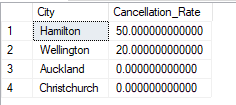 City Cancellation_Rate
1 Hamilton 50.000000000000
2 Wellington 20.000000000000
3 Auckland 0.000000000000
4 Christchurch 0.000000000000